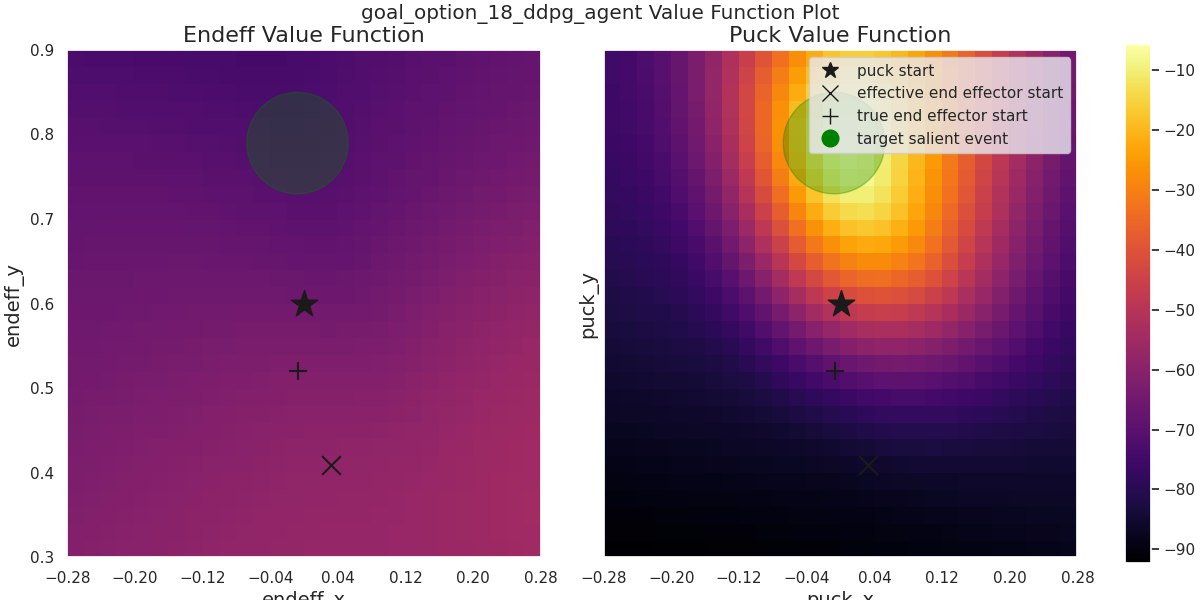 goal_option_18_ddpg_agent Value Function Plot
Endeff Value Function
Puck Value Function
0.9
0.8
0.7
0.6
0.5
0.4
0.3
endeff_y
−0.28 −0.20 −0.12 −0.04 0.04 0.12 0.20 0.28
endeff_x
puck_y
puck start
effective end effector start
true end effector start
target salient event
−0.28 −0.20 −0.12 −0.04 0.04 0.12 0.20 0.28
puck_x
−10
−20
−30
−40
−50
−60
−70
−80
−90